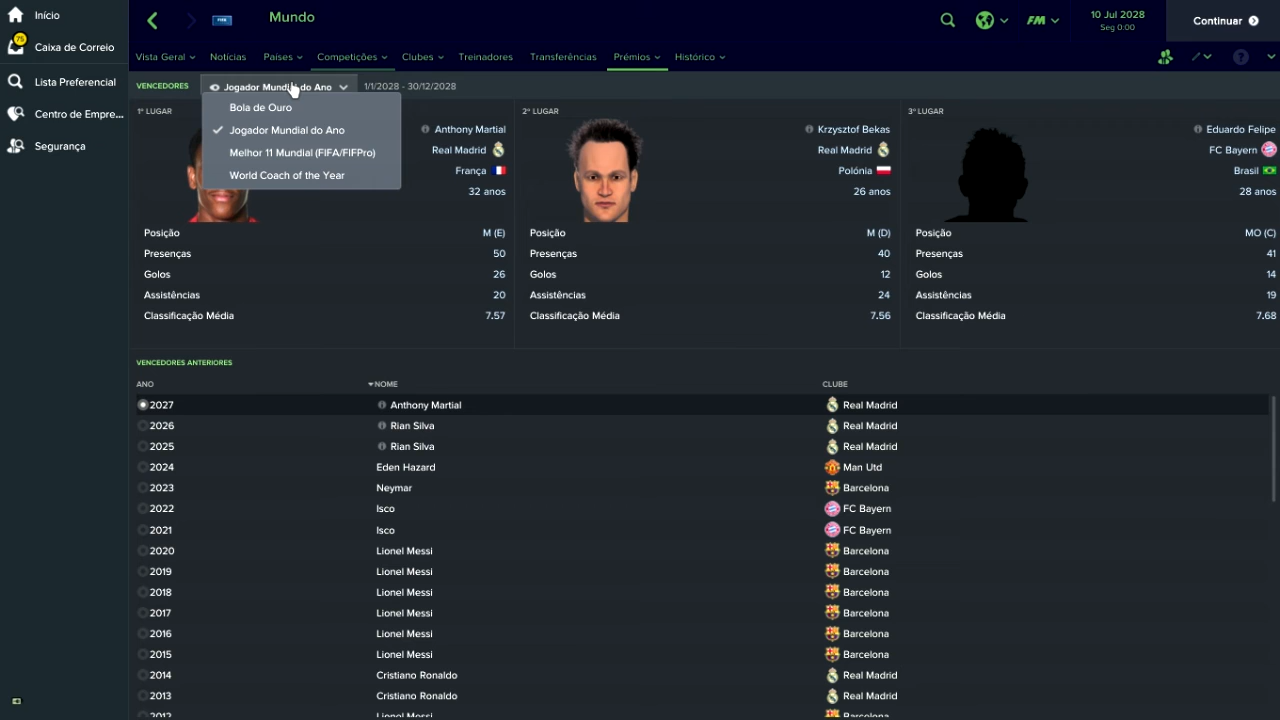 Início
Mundo
10 Jul 2028
Seg 0:00
Continuar
75
Caixa de Correio
Lista Preferencial
Centro de Empre...
Segurança
FIFA
FM
Vista Geral
Notícias
Países
Competições
Clubes
Treinadores
Transferências
Prémios
Histórico
VENCEDORES
Jogador Mundial do Ano
1/1/2028 - 30/12/2028
Bola de Ouro
Jogador Mundial do Ano
Melhor 11 Mundial (FIFA/FIFPro)
World Coach of the Year
1º LUGAR
Anthony Martial
Real Madrid
França
32 anos
Posição M (E)
Presenças 50
Golos 26
Assistências 20
Classificação Média 7.57
2º LUGAR
Krzysztof Bekas
Real Madrid
Polónia
26 anos
Posição M (D)
Presenças 40
Golos 12
Assistências 24
Classificação Média 7.56
3º LUGAR
Eduardo Felipe
FC Bayern
Brasil
28 anos
Posição MO (C)
Presenças 41
Golos 14
Assistências 19
Classificação Média 7.68
VENCEDORES ANTERIORES
ANO NOME CLUBE
2027 Anthony Martial Real Madrid
2026 Rian Silva Real Madrid
2025 Rian Silva Real Madrid
2024 Eden Hazard Man Utd
2023 Neymar Barcelona
2022 Isco FC Bayern
2021 Isco FC Bayern
2020 Lionel Messi Barcelona
2019 Lionel Messi Barcelona
2018 Lionel Messi Barcelona
2017 Lionel Messi Barcelona
2016 Lionel Messi Barcelona
2015 Lionel Messi Barcelona
2014 Cristiano Ronaldo Real Madrid
2013 Cristiano Ronaldo Real Madrid
2012 Lionel Messi Barcelona